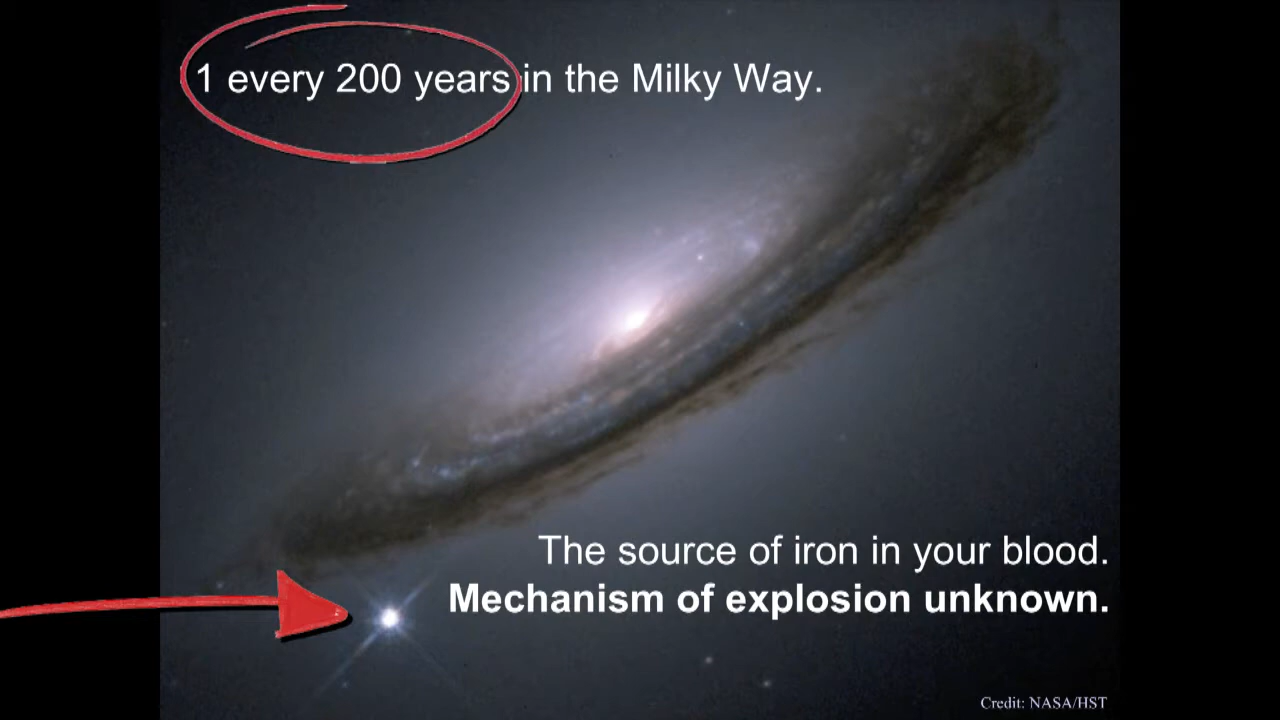 1 every 200 years in the Milky Way.
The source of iron in your blood.
Mechanism of explosion unknown.
Credit: NASA/HST